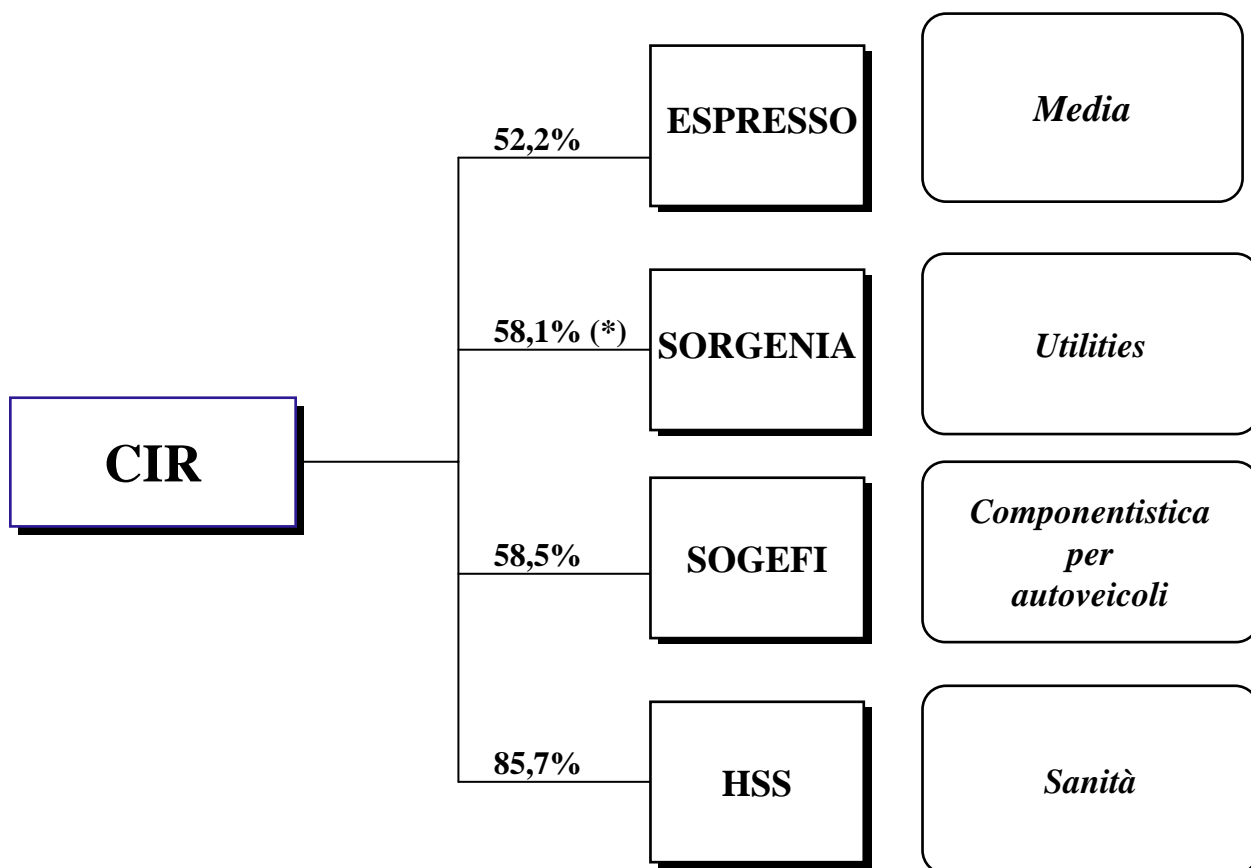 52,2%
ESPRESSO
Media
58,1% (*)
SORGENIA
Utilities
CIR
58,5%
SOGEFI
Componentistica
per
autoveicoli
85,7%
HSS
Sanità